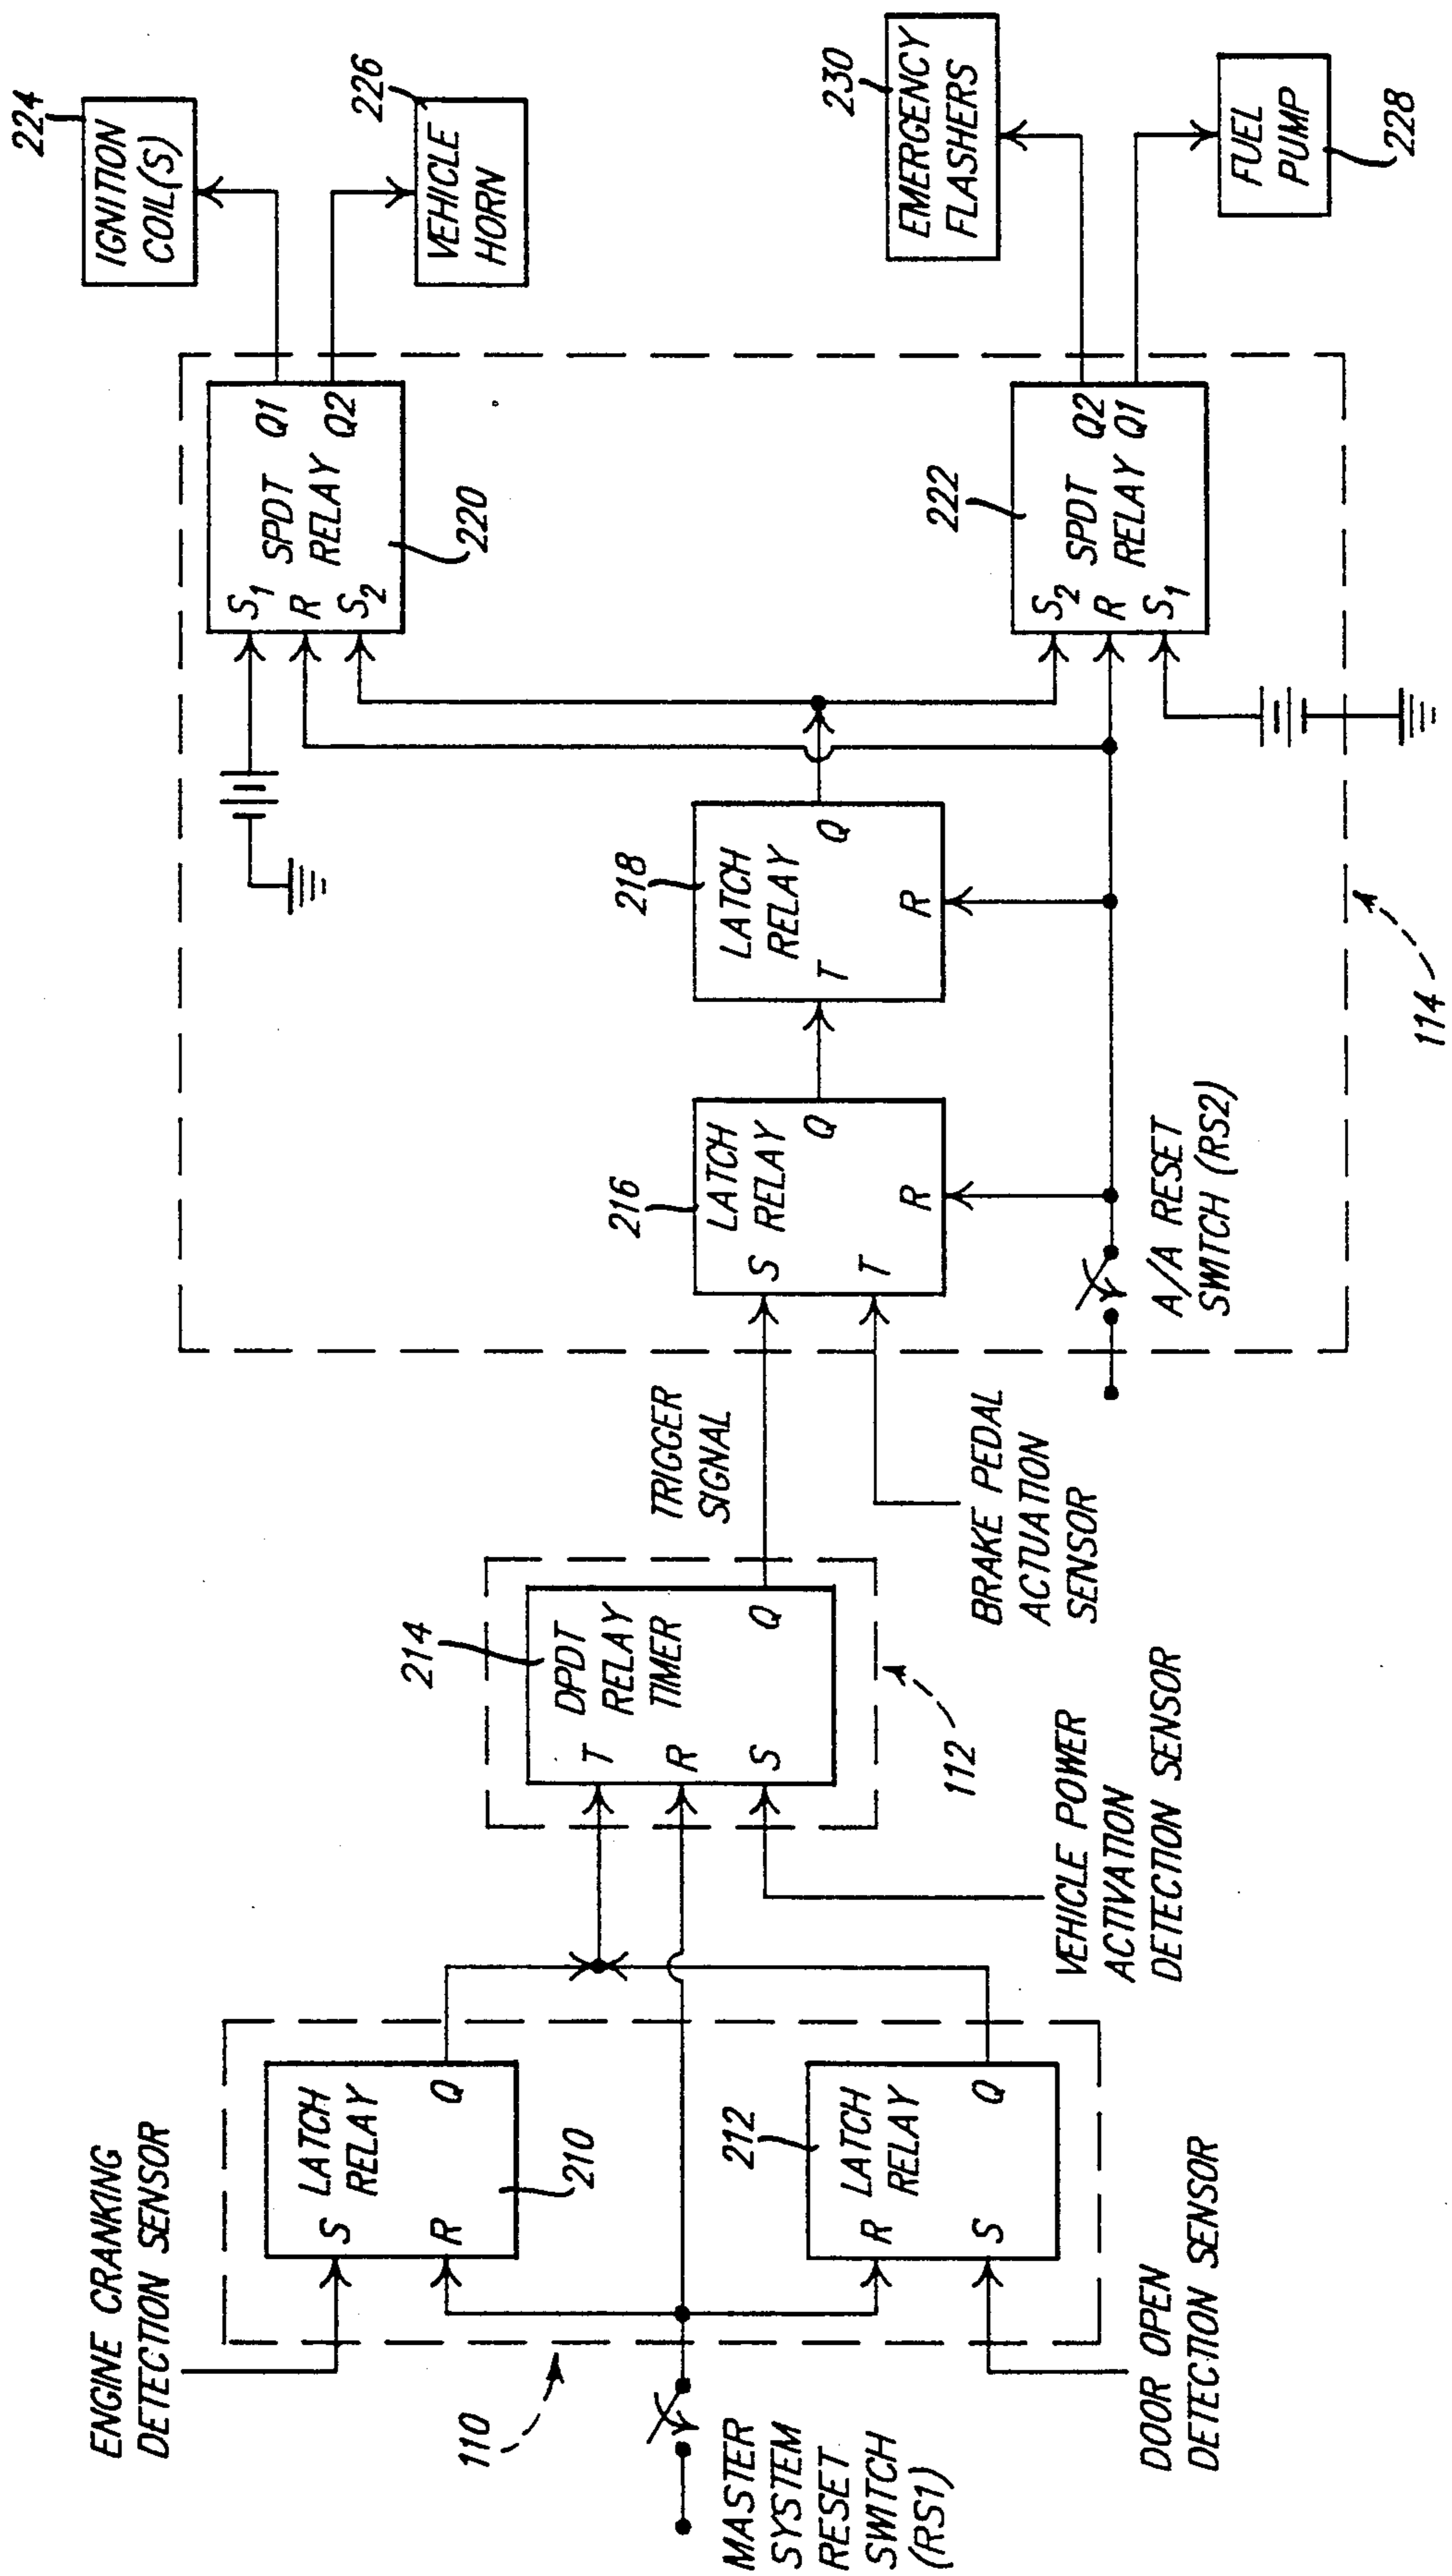 ENGINE CRANKING
DETECTION SENSOR
110
MASTER
SYSTEM
RESET
SWITCH
(RS1)
DOOR OPEN
DETECTION SENSOR
S
LATCH
RELAY
Q
R
210
212
R
LATCH
RELAY
S
Q
214
T
DPDT
RELAY
TIMER
R
S
Q
112
VEHICLE POWER
ACTIVATION
DETECTION SENSOR
TRIGGER
SIGNAL
BRAKE PEDAL
ACTUATION
SENSOR
216
LATCH
RELAY
S
Q
T
R
A/A RESET
SWITCH (RS2)
218
LATCH
RELAY
T
Q
R
114
S1
SPDT
Q1
R
RELAY
Q2
S2
220
222
S2
SPDT
Q2
R
RELAY
Q1
S1
224
IGNITION
COIL(S)
226
VEHICLE
HORN
230
EMERGENCY
FLASHERS
FUEL
PUMP
228